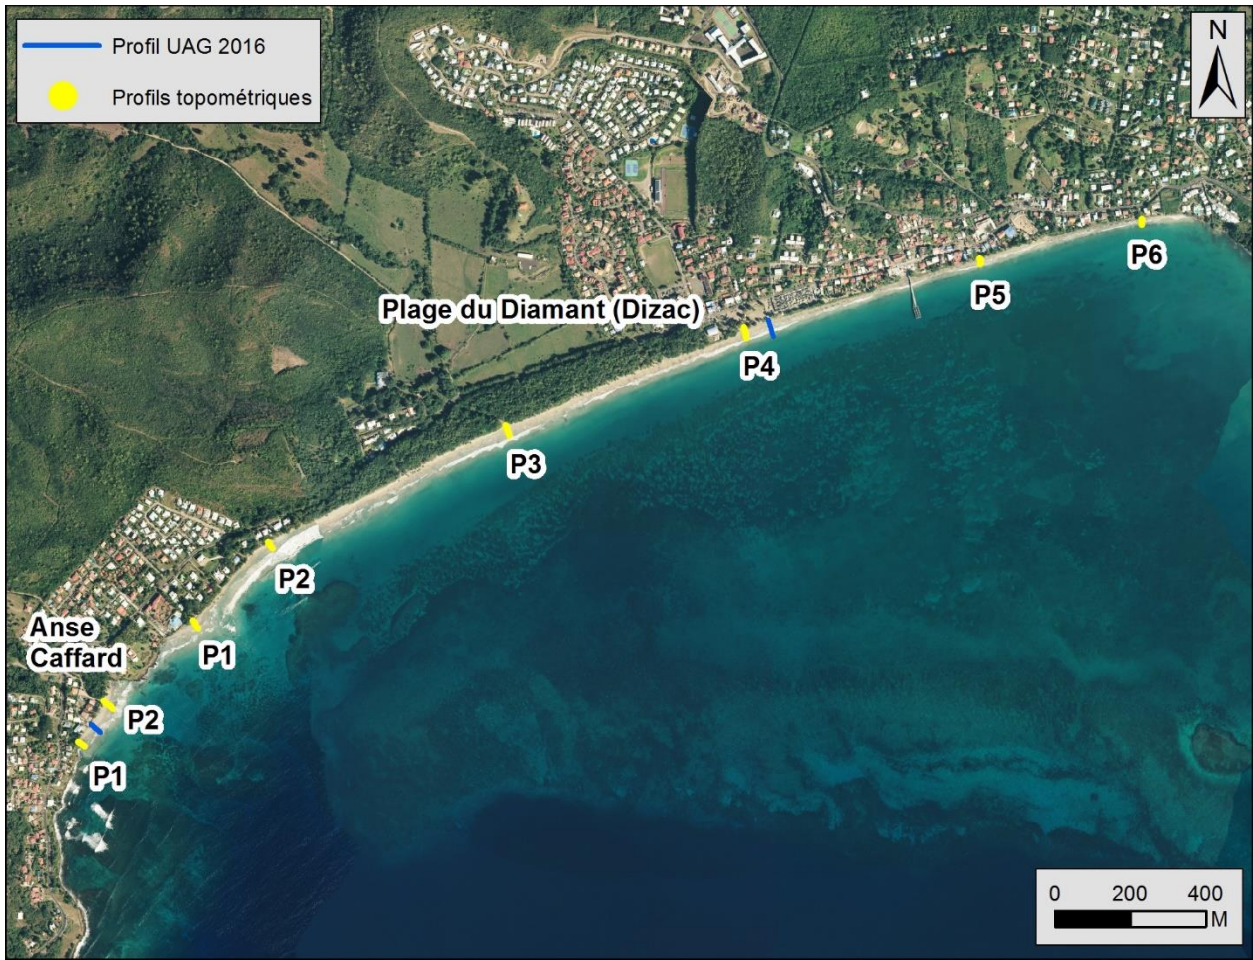 Profil UAG 2016
Profils topométriques
N
Plage du Diamant (Dizac)
P6
P5
P4
P3
P2
P1
Anse
Caffard
P2
P1
0 200 400
M